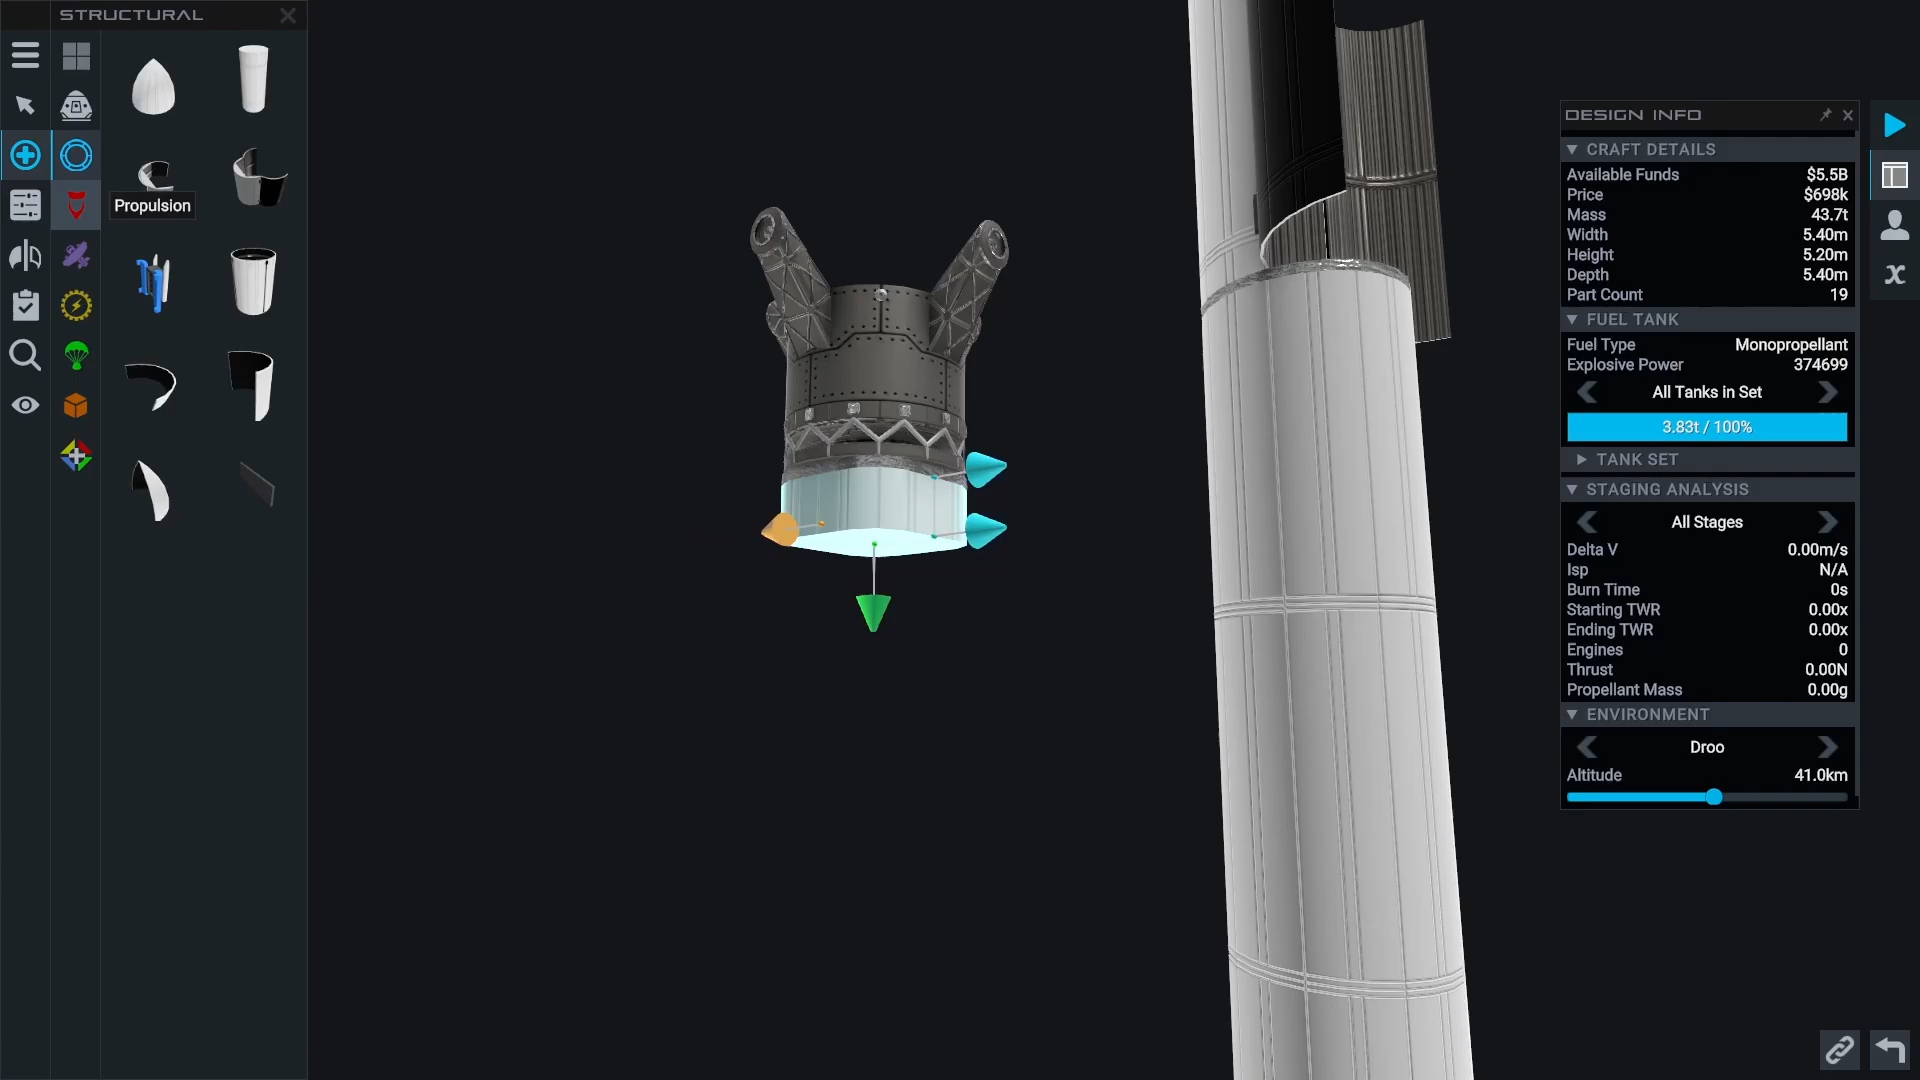 STRUCTURAL
Propulsion
DESIGN INFO
CRAFT DETAILS
Available Funds $5.5B
Price $698k
Mass 43.7t
Width 5.40m
Height 5.20m
Depth 5.40m
Part Count 19
FUEL TANK
Fuel Type Monopropellant
Explosive Power 374699
All Tanks in Set
3.83t / 100%
TANK SET
STAGING ANALYSIS
All Stages
Delta V 0.00m/s
Isp N/A
Burn Time 0s
Starting TWR 0.00x
Ending TWR 0.00x
Engines 0
Thrust 0.00N
Propellant Mass 0.00g
ENVIRONMENT
Droo
Altitude 41.0km